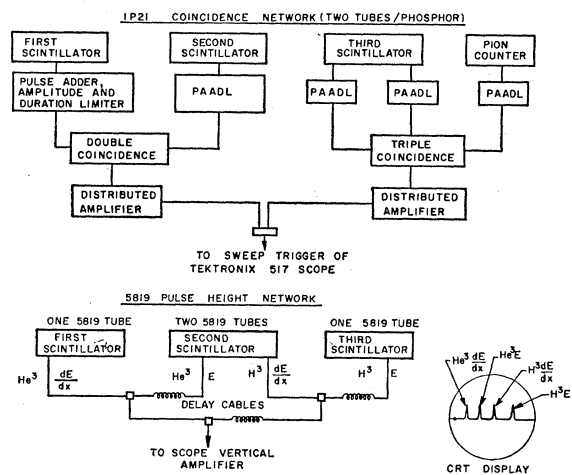 1P21 COINCIDENCE NETWORK (TWO TUBES / PHOSPHOR)
FIRST SCINTILLATOR
SECOND SCINTILLATOR
THIRD SCINTILLATOR
PION COUNTER
PULSE ADDER, AMPLITUDE AND DURATION LIMITER
PAADL
PAADL
PAADL
PAADL
DOUBLE COINCIDENCE
TRIPLE COINCIDENCE
DISTRIBUTED AMPLIFIER
DISTRIBUTED AMPLIFIER
TO SWEEP TRIGGER OF
TEKTRONIX 517 SCOPE
5819 PULSE HEIGHT NETWORK
ONE 5819 TUBE
TWO 5819 TUBES
ONE 5819 TUBE
FIRST SCINTILLATOR
SECOND SCINTILLATOR
THIRD SCINTILLATOR
He³ dE/dx
He³ E
H³ dE/dx
H³ E
DELAY CABLES
TO SCOPE VERTICAL
AMPLIFIER
He³ dE/dx
He³E
H³ dE/dx
H³E
CRT DISPLAY